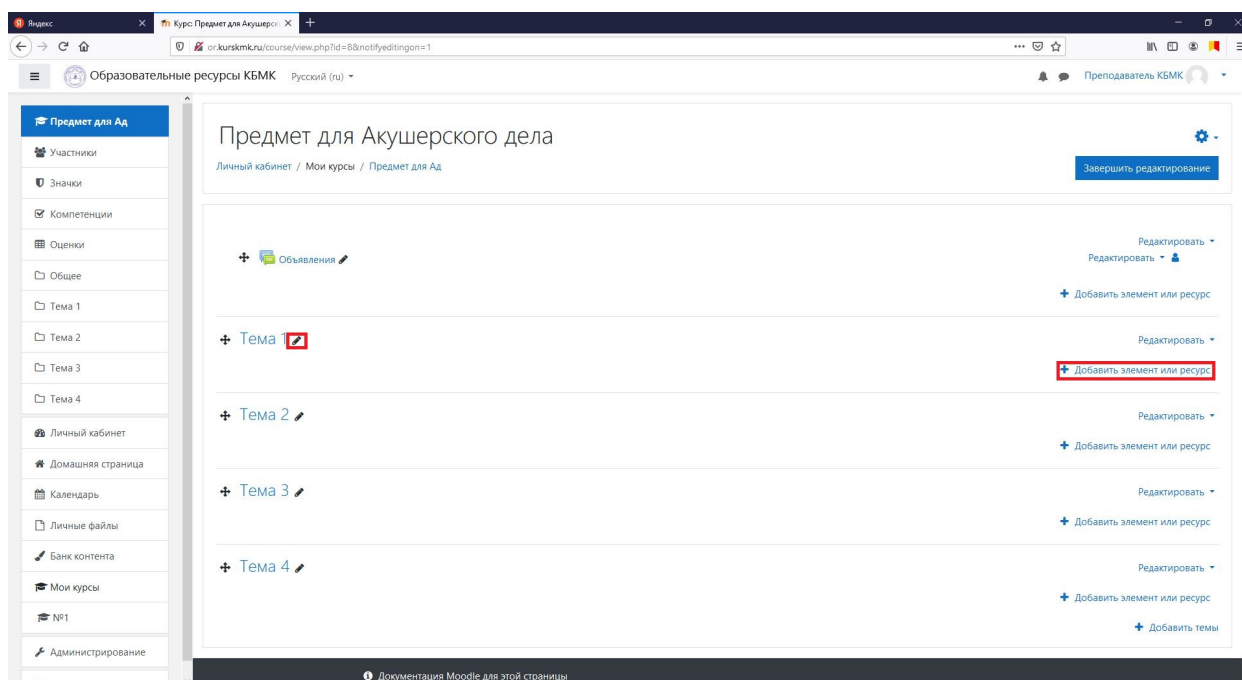 Яндекс
Курс: Предмет для Акушерск
or.kurskmk.ru/course/view.php?id=8&notifyeditingon=1
Образовательные ресурсы КБМК Русский (ru)
Преподаватель КБМК
Предмет для Ад
Участники
Значки
Компетенции
Оценки
Общее
Тема 1
Тема 2
Тема 3
Тема 4
Личный кабинет
Домашняя страница
Календарь
Личные файлы
Банк контента
Мои курсы
№1
Администрирование
Предмет для Акушерского дела
Личный кабинет / Мои курсы / Предмет для Ад
Завершить редактирование
Редактировать
Объявления
Редактировать
Добавить элемент или ресурс
Тема 1
Редактировать
Добавить элемент или ресурс
Тема 2
Редактировать
Добавить элемент или ресурс
Тема 3
Редактировать
Добавить элемент или ресурс
Тема 4
Редактировать
Добавить элемент или ресурс
Добавить темы
Документация Moodle для этой страницы